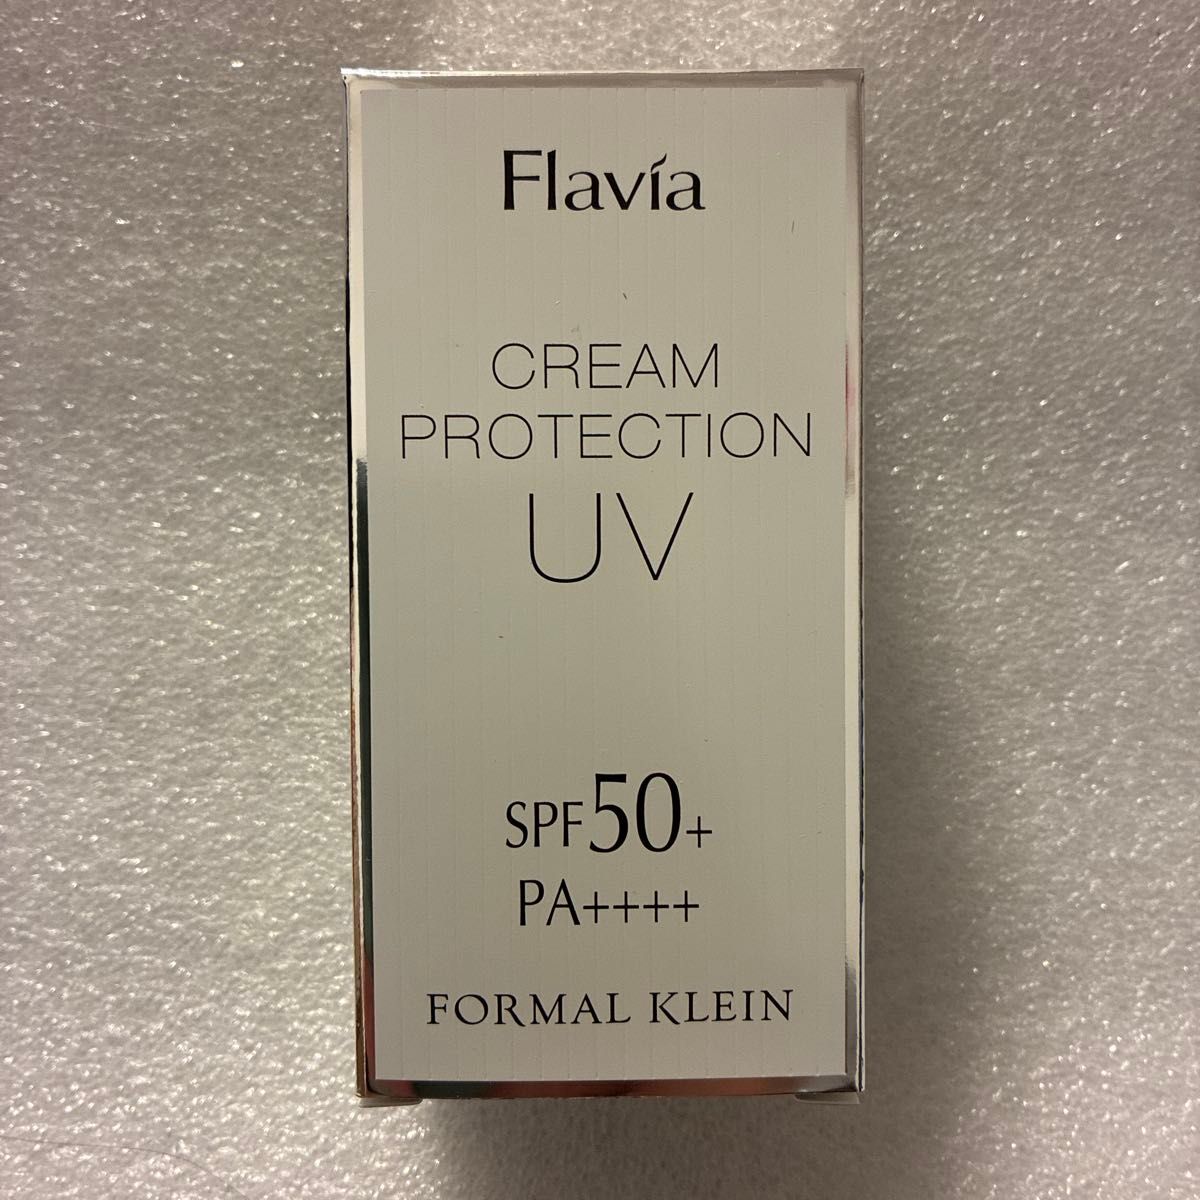 Flavía
CREAM
PROTECTION
UV
SPF50+
PA++++
FORMAL KLEIN